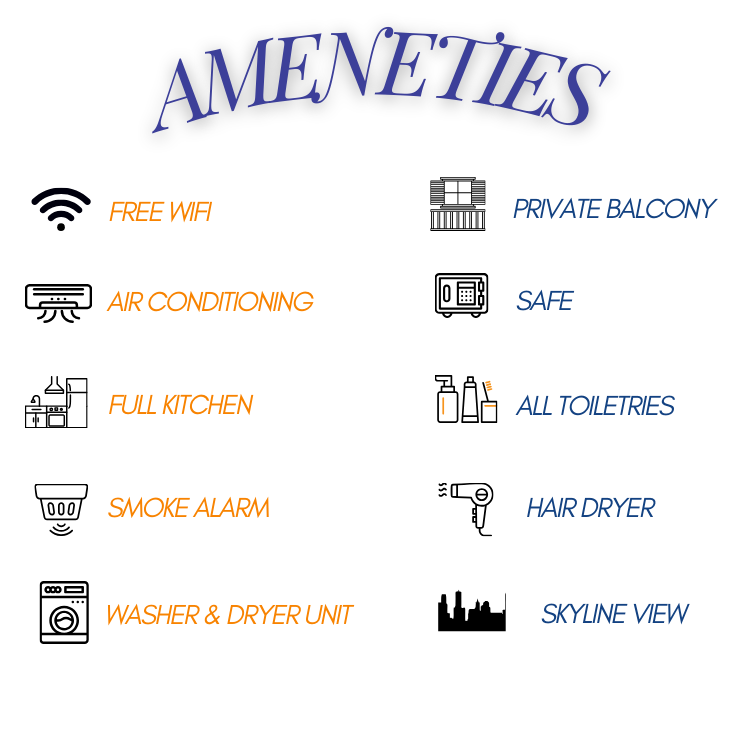 AMENETIES
FREE WIFI
PRIVATE BALCONY
AIR CONDITIONING
SAFE
FULL KITCHEN
ALL TOILETRIES
SMOKE ALARM
HAIR DRYER
WASHER & DRYER UNIT
SKYLINE VIEW